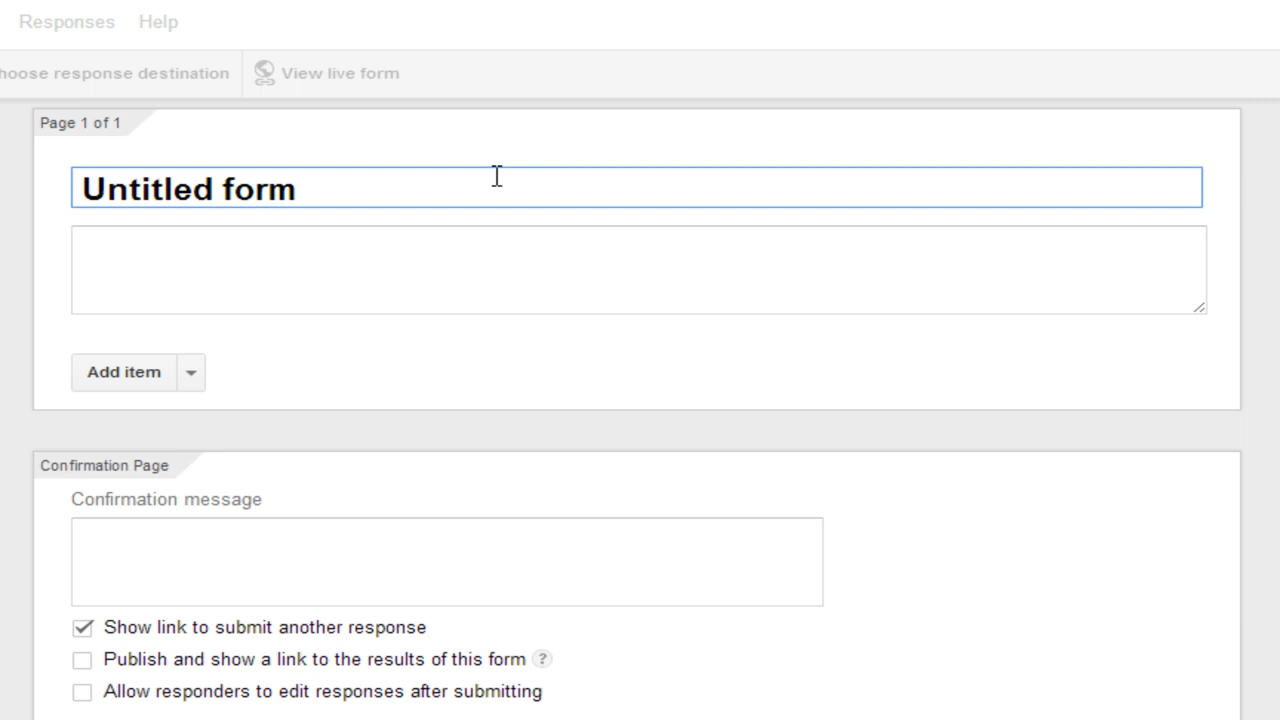 Responses Help
hoose response destination View live form
Page 1 of 1
Untitled form
Add item
Confirmation Page
Confirmation message
Show link to submit another response
Publish and show a link to the results of this form ?
Allow responders to edit responses after submitting